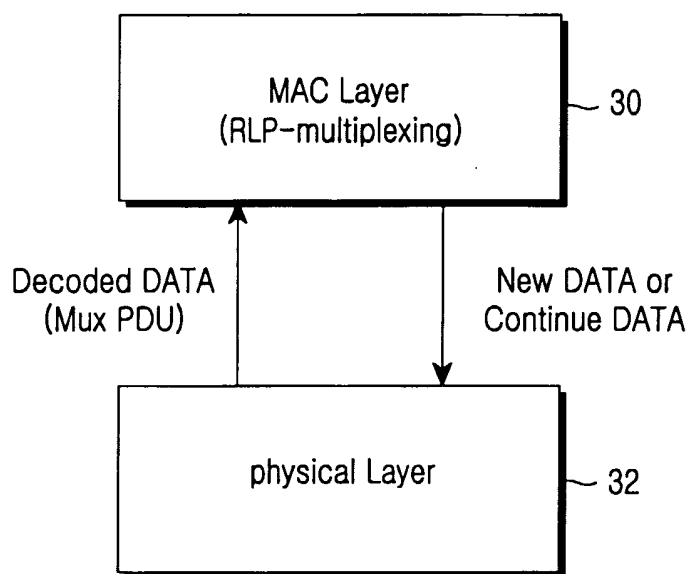 MAC Layer
(RLP-multiplexing)
30
Decoded DATA
(Mux PDU)
New DATA or
Continue DATA
physical Layer
32